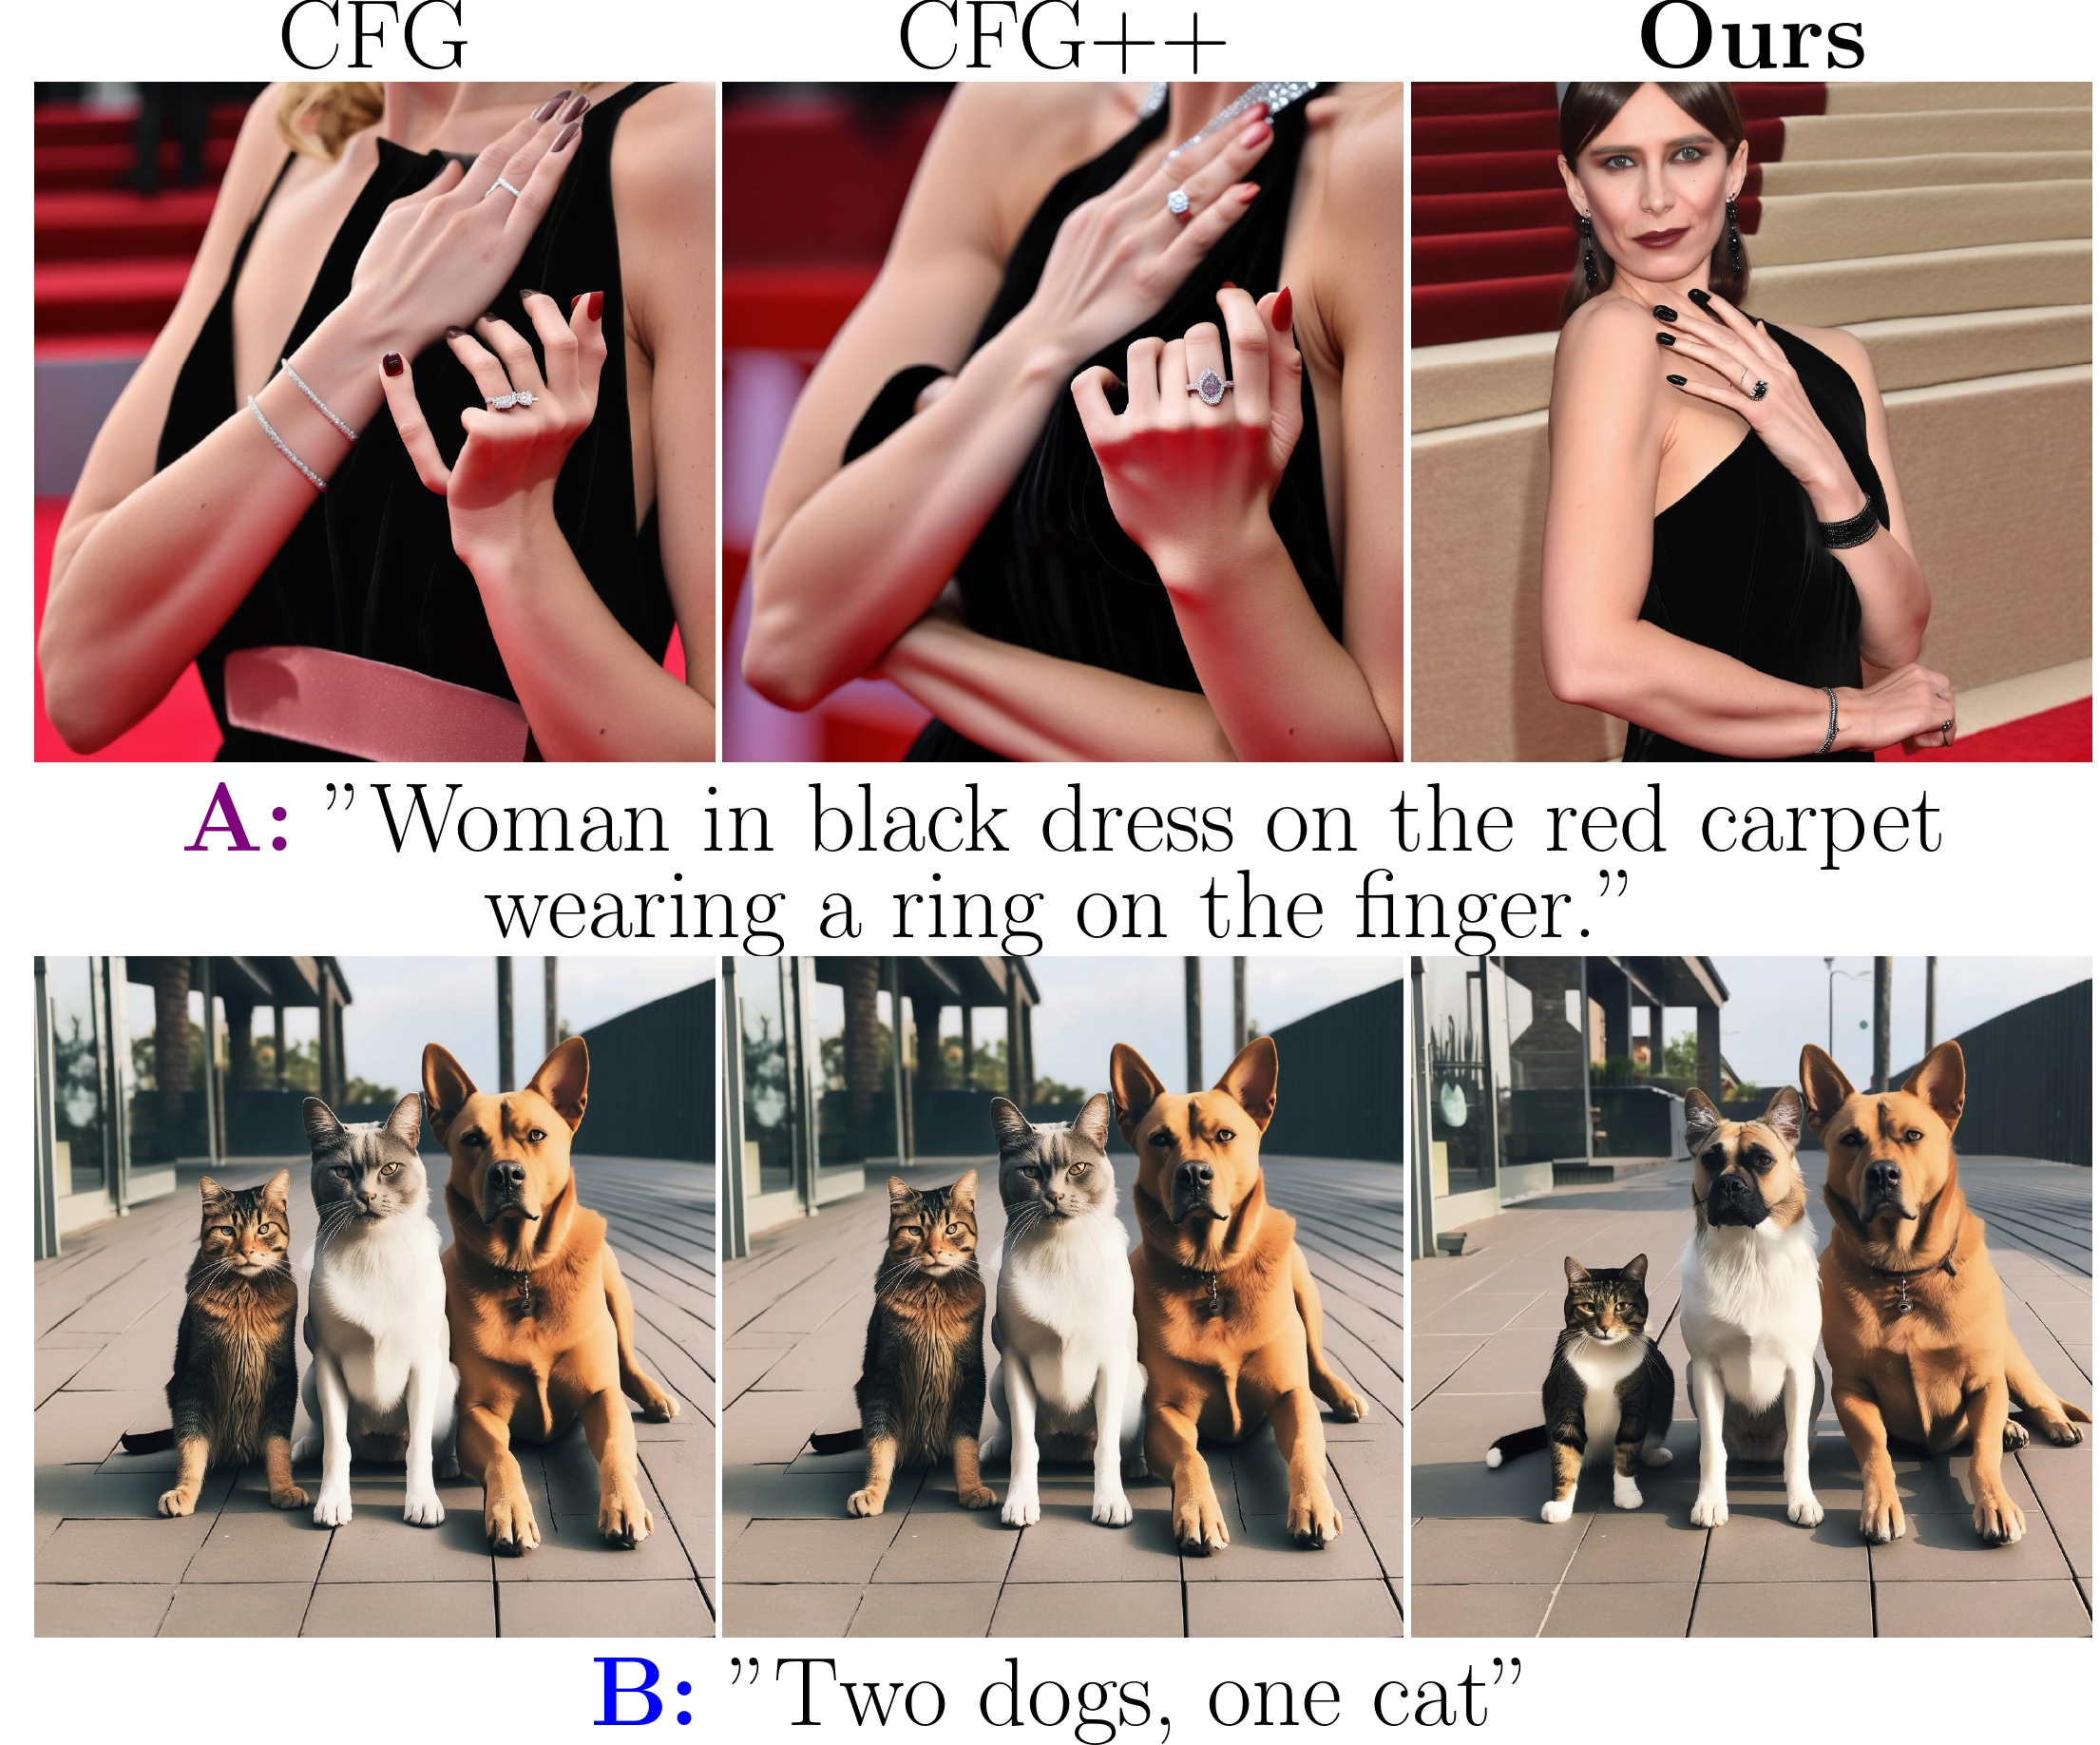 CFG
CFG++
Ours
A: ”Woman in black dress on the red carpet
wearing a ring on the finger.”
B: ”Two dogs, one cat”